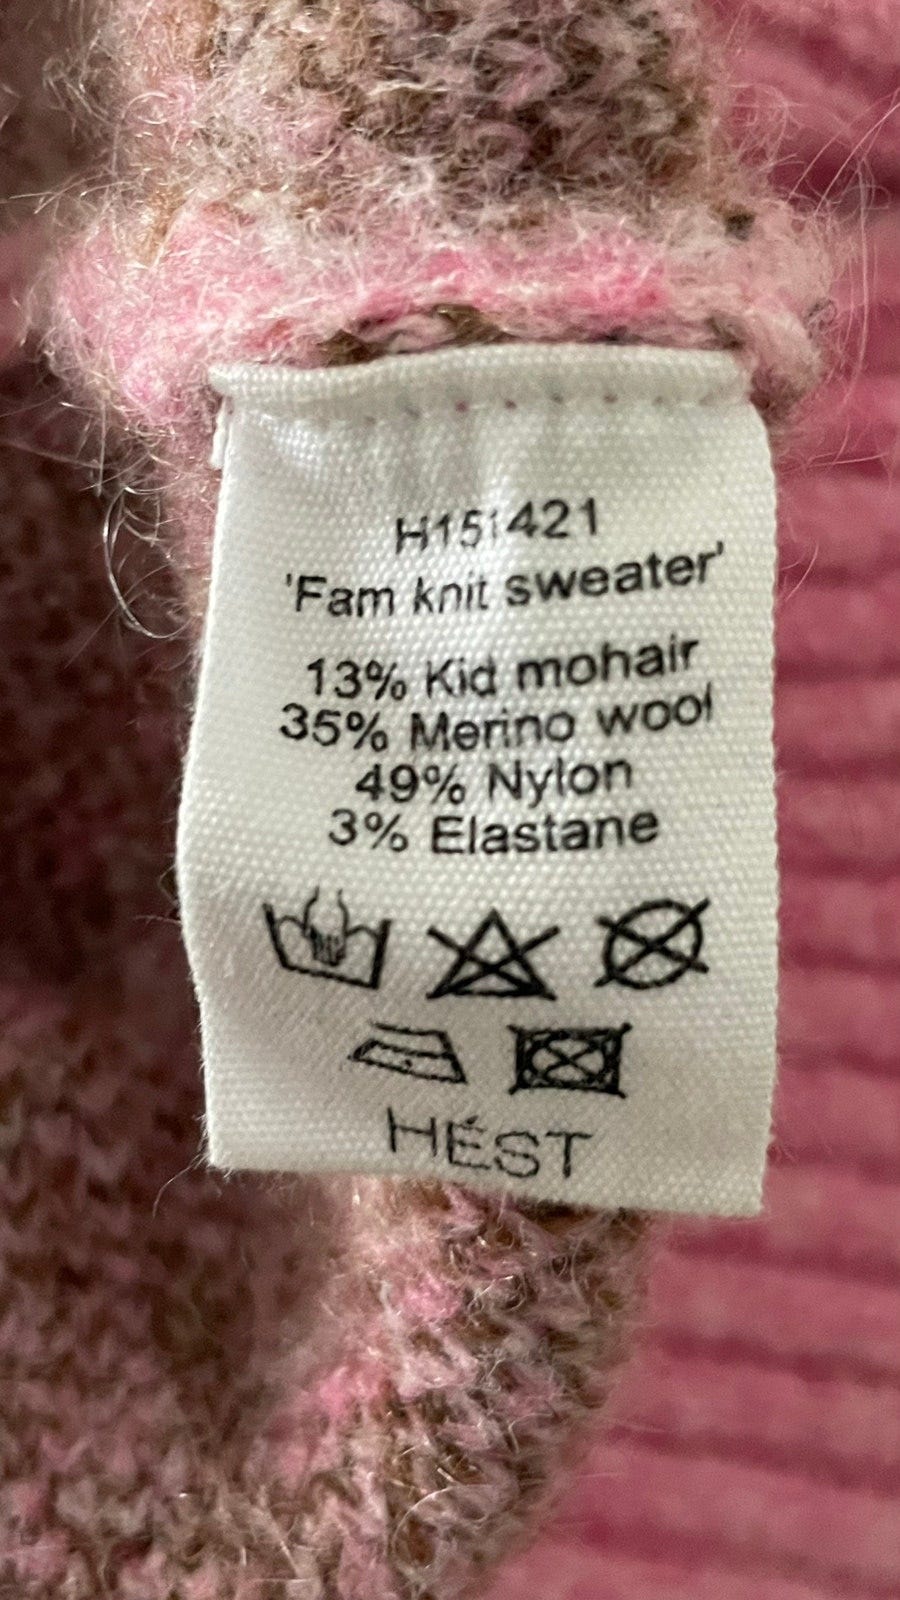 H151421
'Fam knit sweater'
13% Kid mohair
35% Merino wool
49% Nylon
3% Elastane
HÉST